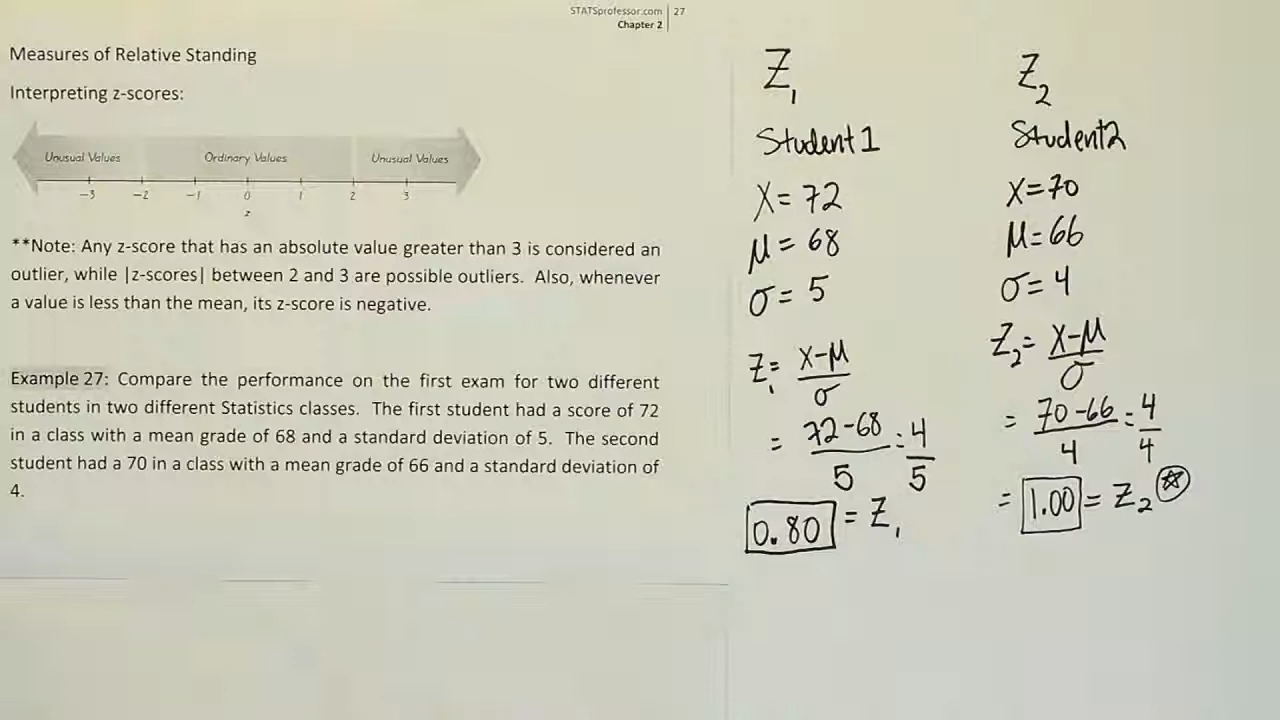 STATSprofessor.com | 27
Chapter 2
Measures of Relative Standing
Interpreting z-scores:
Unusual Values Ordinary Values Unusual Values
-3 -2 -1 0 1 2 3
z
**Note: Any z-score that has an absolute value greater than 3 is considered an
outlier, while |z-scores| between 2 and 3 are possible outliers. Also, whenever
a value is less than the mean, its z-score is negative.
Example 27: Compare the performance on the first exam for two different
students in two different Statistics classes. The first student had a score of 72
in a class with a mean grade of 68 and a standard deviation of 5. The second
student had a 70 in a class with a mean grade of 66 and a standard deviation of
4.
Z₁
Student 1
X = 72
μ = 68
σ = 5
Z₁ = X-μ
σ
= 72-68 = 4
5 5
0.80 = Z₁
Z₂
Student 2
X = 70
μ = 66
σ = 4
Z₂ = X-μ
σ
= 70-66 = 4
4 4
= 1.00 = Z₂